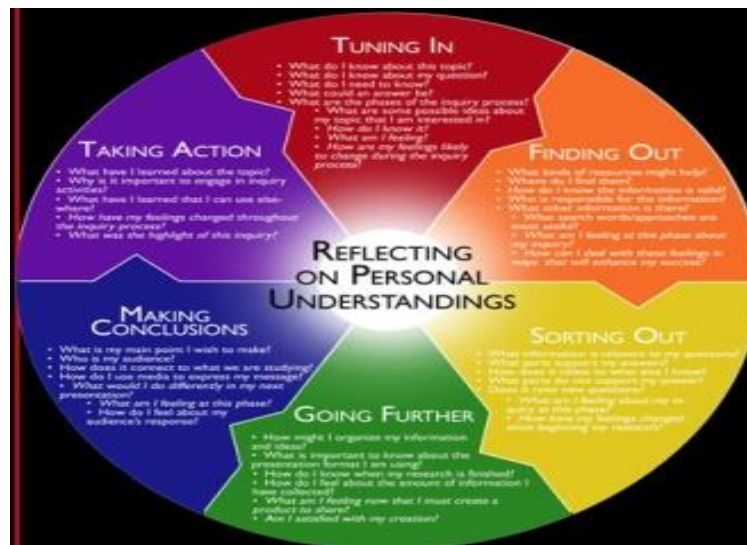 TUNING IN
• What do I know about this topic?
• What do I know about my question?
• What do I need to know?
• What could an answer be?
• What are the phases of the inquiry process?
• What are some possible ideas about
my topic that I am interested in?
• How do I know it?
• What am I feeling?
• How are my feelings likely
to change during the inquiry
process?
FINDING OUT
• What kinds of resources might help?
• Where do I find them?
• How do I know the information is valid?
• Who is responsible for the information?
• What other information is there?
• What search words/approaches are
most useful?
• What am I feeling at this phase about
my inquiry?
• How can I deal with these feelings in
ways that will enhance my success?
SORTING OUT
• What information is relevant to my questions?
• What parts support my answer?
• How does it relate to what else I know?
• What parts do not support my answer?
• Does it raise new questions?
• What am I feeling about my in-
quiry at this phase?
• How have my feelings changed
since beginning my research?
GOING FURTHER
• How might I organize my information
and ideas?
• What is important to know about the
presentation format I am using?
• How do I know when my research is finished?
• How do I feel about the amount of information I
have collected?
• What am I feeling now that I must create a
product to share?
• Am I satisfied with my creation?
MAKING
CONCLUSIONS
• What is my main point I wish to make?
• Who is my audience?
• How does it connect to what we are studying?
• How do I use media to express my message?
• What would I do differently in my next
presentation?
• What am I feeling at this phase?
• How do I feel about my
audience's response?
TAKING ACTION
• What have I learned about the topic?
• Why is it important to engage in inquiry
activities?
• What have I learned that I can use else-
where?
• How have my feelings changed throughout
the inquiry process?
• What was the highlight of this inquiry?
REFLECTING
ON PERSONAL
UNDERSTANDINGS